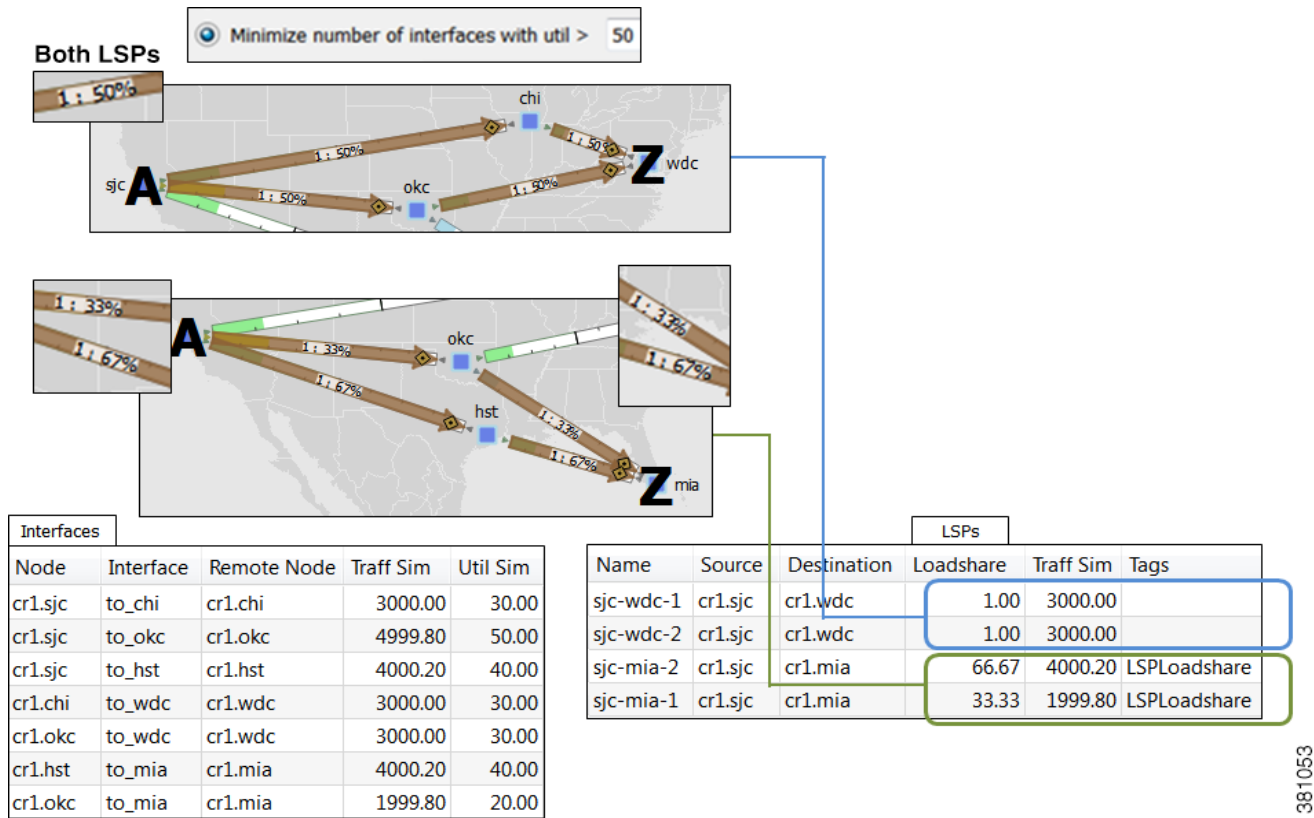 Minimize number of interfaces with util > 50
Both LSPs
1 : 50%
chi
1 : 50%
1 : 50%
sjc A
Z wdc
okc
1 : 50%
1 : 50%
1 : 33%
1 : 67%
A
okc
1 : 33%
1 : 67%
hst
1 : 33%
1 : 67%
Z mia
1 : 33%
1 : 67%
Interfaces
Node Interface Remote Node Traff Sim Util Sim
cr1.sjc to_chi cr1.chi 3000.00 30.00
cr1.sjc to_okc cr1.okc 4999.80 50.00
cr1.sjc to_hst cr1.hst 4000.20 40.00
cr1.chi to_wdc cr1.wdc 3000.00 30.00
cr1.okc to_wdc cr1.wdc 3000.00 30.00
cr1.hst to_mia cr1.mia 4000.20 40.00
cr1.okc to_mia cr1.mia 1999.80 20.00
LSPs
Name Source Destination Loadshare Traff Sim Tags
sjc-wdc-1 cr1.sjc cr1.wdc 1.00 3000.00
sjc-wdc-2 cr1.sjc cr1.wdc 1.00 3000.00
sjc-mia-2 cr1.sjc cr1.mia 66.67 4000.20 LSPLoadshare
sjc-mia-1 cr1.sjc cr1.mia 33.33 1999.80 LSPLoadshare
381053